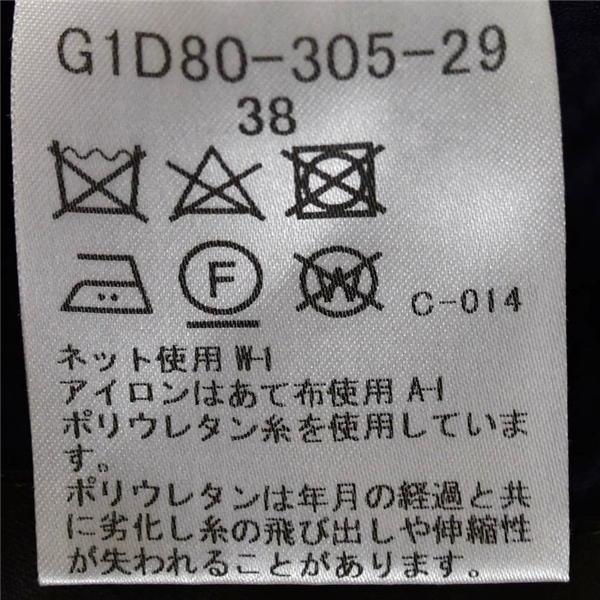 G1D80-305-29
38
F
W
C-014
ネット使用 W-1
アイロンはあて布使用 A-1
ポリウレタン糸を使用していま
す。
ポリウレタンは年月の経過と共
に劣化し糸の飛び出しや伸縮性
が失われることがあります。